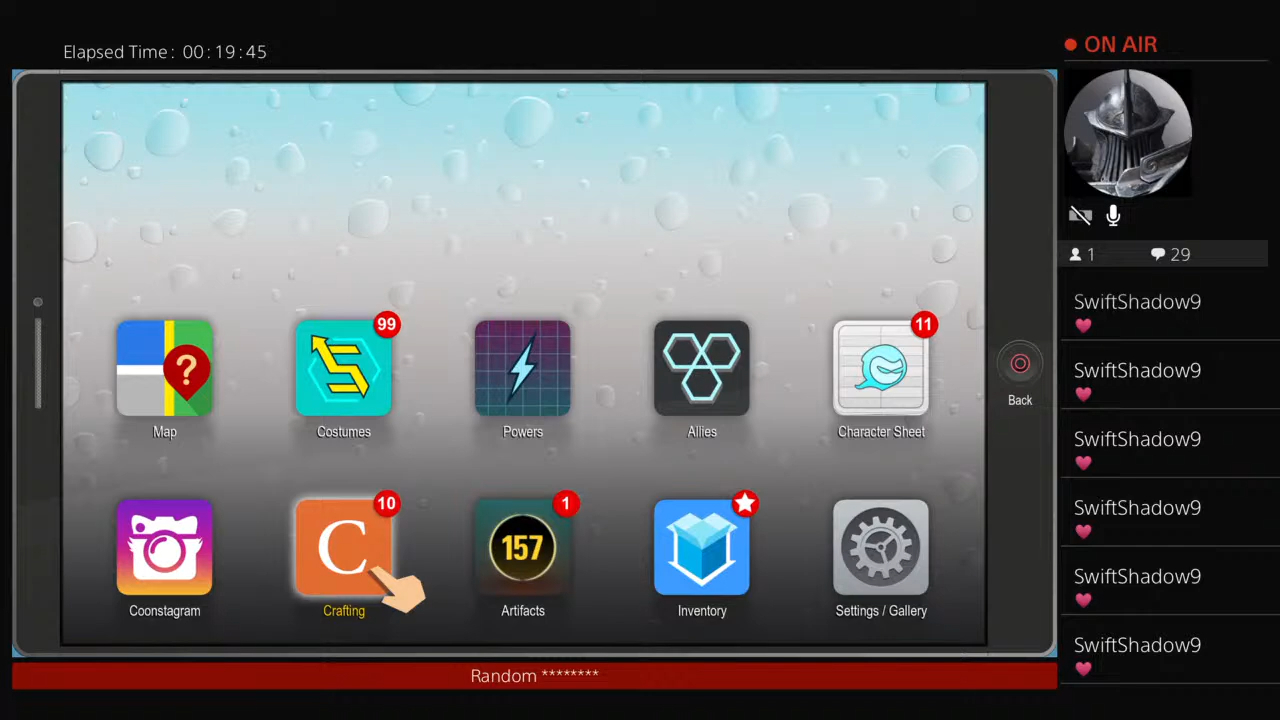 Elapsed Time: 00:19:45
ON AIR
1 29
SwiftShadow9
SwiftShadow9
SwiftShadow9
SwiftShadow9
SwiftShadow9
SwiftShadow9
?
99
11
Map
Costumes
Powers
Allies
Character Sheet
Back
10
1
C
157
Coonstagram
Crafting
Artifacts
Inventory
Settings / Gallery
Random ********